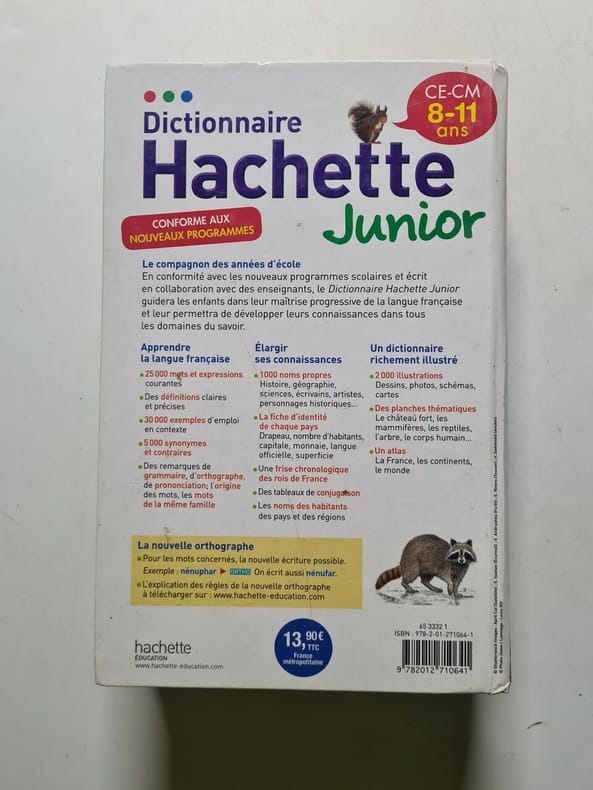 CE-CM
8-11
ans
Dictionnaire
Hachette
Junior
CONFORME AUX
NOUVEAUX PROGRAMMES
Le compagnon des années d'école
En conformité avec les nouveaux programmes scolaires et écrit
en collaboration avec des enseignants, le Dictionnaire Hachette Junior
guidera les enfants dans leur maîtrise progressive de la langue française
et leur permettra de développer leurs connaissances dans tous
les domaines du savoir.
Apprendre
la langue française
• 25 000 mots et expressions
courantes
• Des définitions claires
et précises
• 30 000 exemples d'emploi
en contexte
• 5 000 synonymes
et contraires
• Des remarques de
grammaire, d'orthographe,
de prononciation; l'origine
des mots, les mots
de la même famille
Élargir
ses connaissances
• 1 000 noms propres
Histoire, géographie,
sciences, écrivains, artistes,
personnages historiques...
• La fiche d'identité
de chaque pays
Drapeau, nombre d'habitants,
capitale, monnaie, langue
officielle, superficie
• Une frise chronologique
des rois de France
• Des tableaux de conjugaison
• Les noms des habitants
des pays et des régions
Un dictionnaire
richement illustré
• 2 000 illustrations
Dessins, photos, schémas,
cartes
• Des planches thématiques
Le château fort, les
mammifères, les reptiles,
l'arbre, le corps humain...
• Un atlas
La France, les continents,
le monde
La nouvelle orthographe
• Pour les mots concernés, la nouvelle écriture possible.
Exemple : nénuphar ► ORTHO On écrit aussi nénufar.
• L'explication des règles de la nouvelle orthographe
à télécharger sur : www.hachette-education.com
hachette
ÉDUCATION
www.hachette-education.com
13,90€
TTC
France
métropolitaine
65 3332 1
ISBN : 978-2-01-271064-1
9 782012 710641